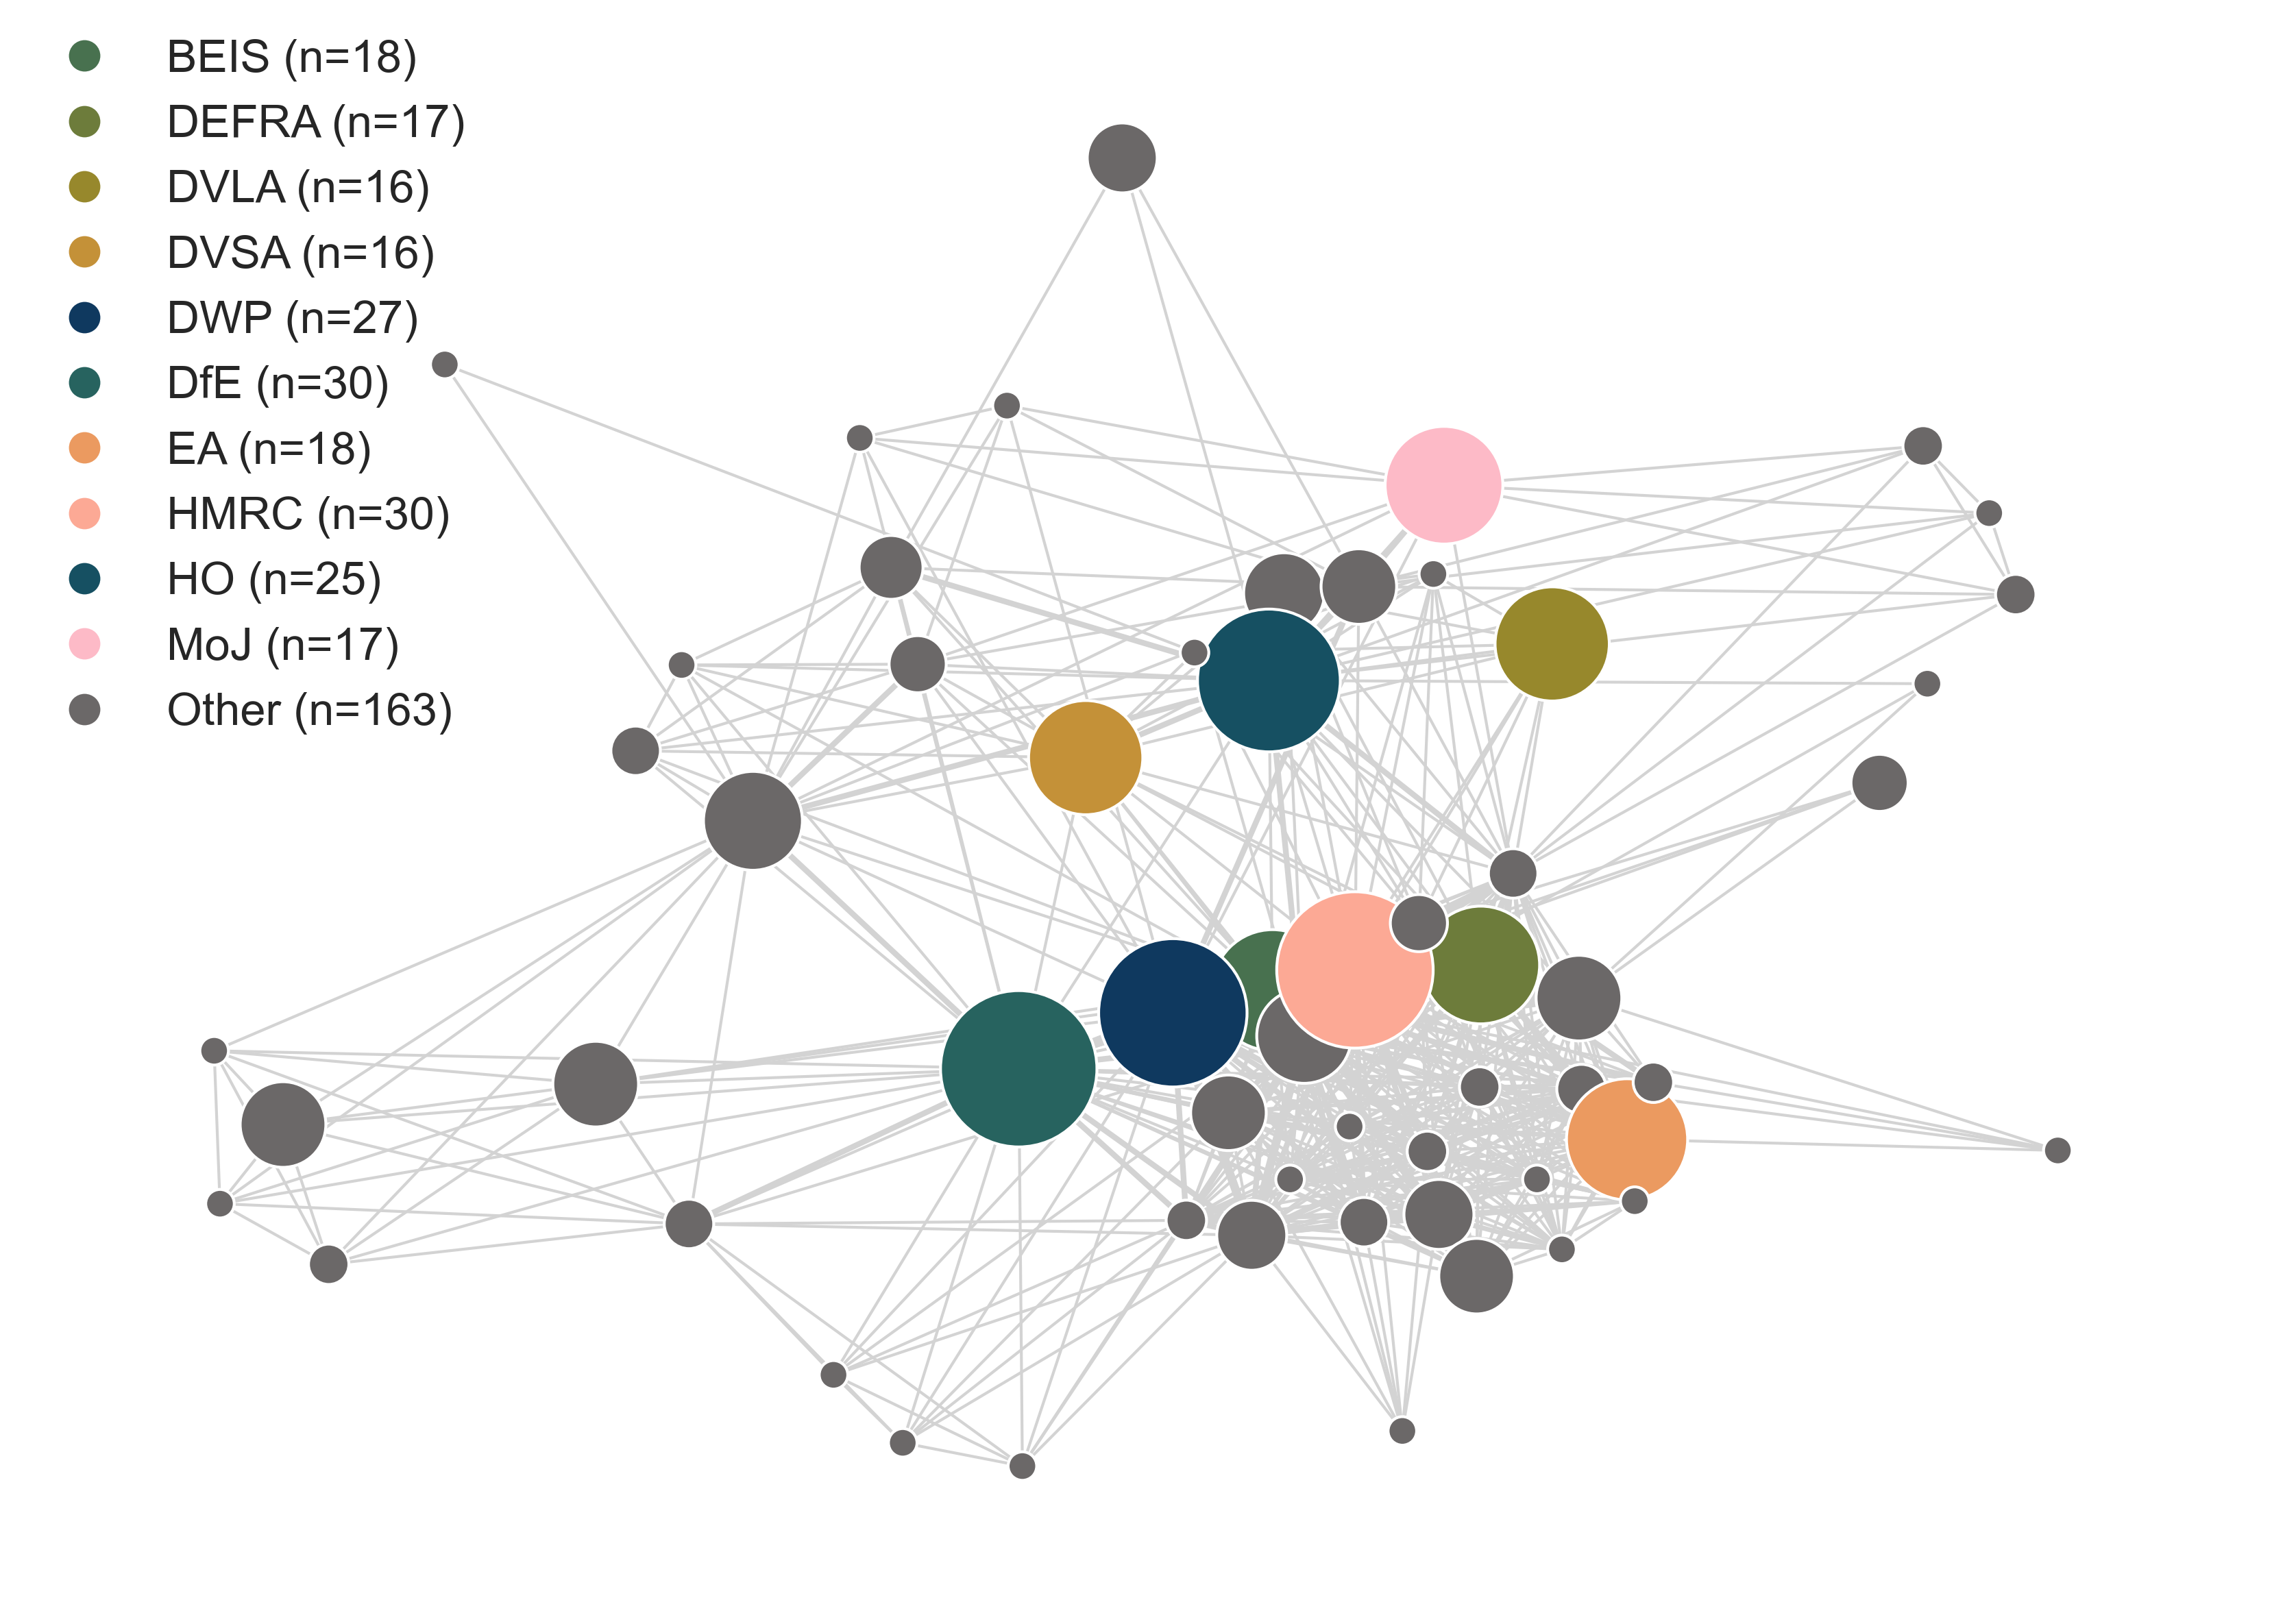 BEIS (n=18)
DEFRA (n=17)
DVLA (n=16)
DVSA (n=16)
DWP (n=27)
DfE (n=30)
EA (n=18)
HMRC (n=30)
HO (n=25)
MoJ (n=17)
Other (n=163)